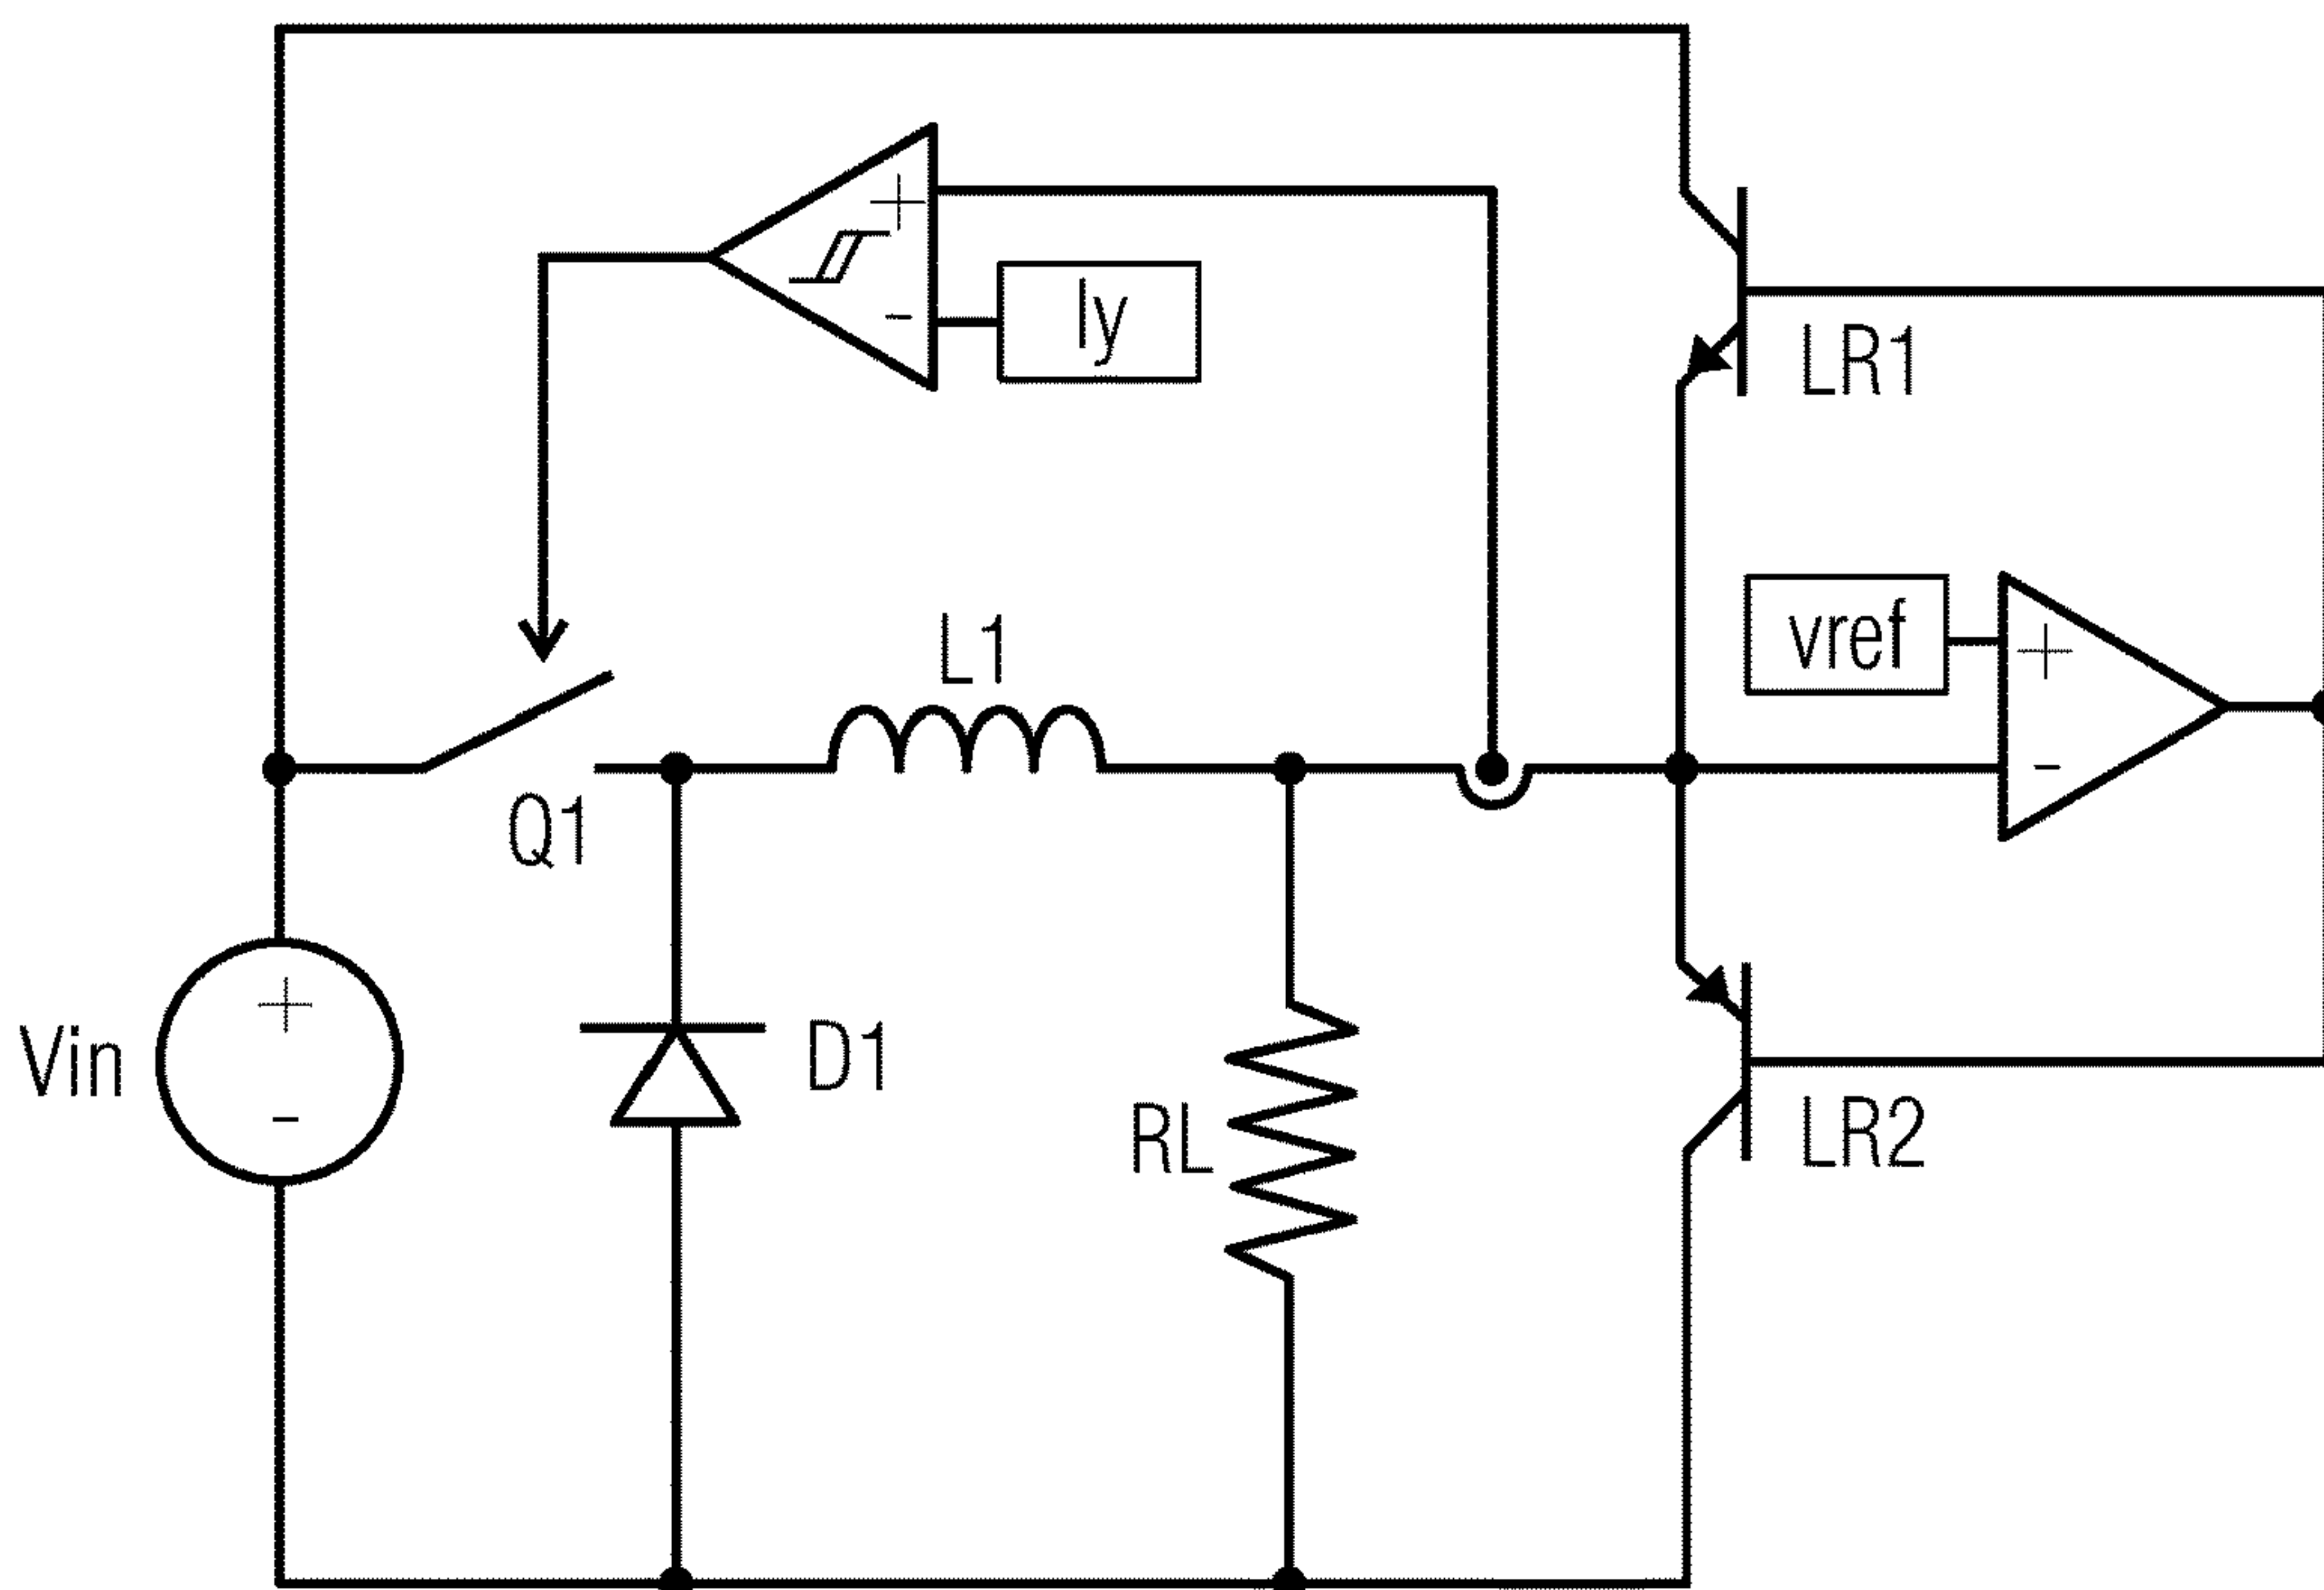 +
-
Iy
LR1
vref
+
-
L1
Q1
Vin
+
-
D1
RL
LR2